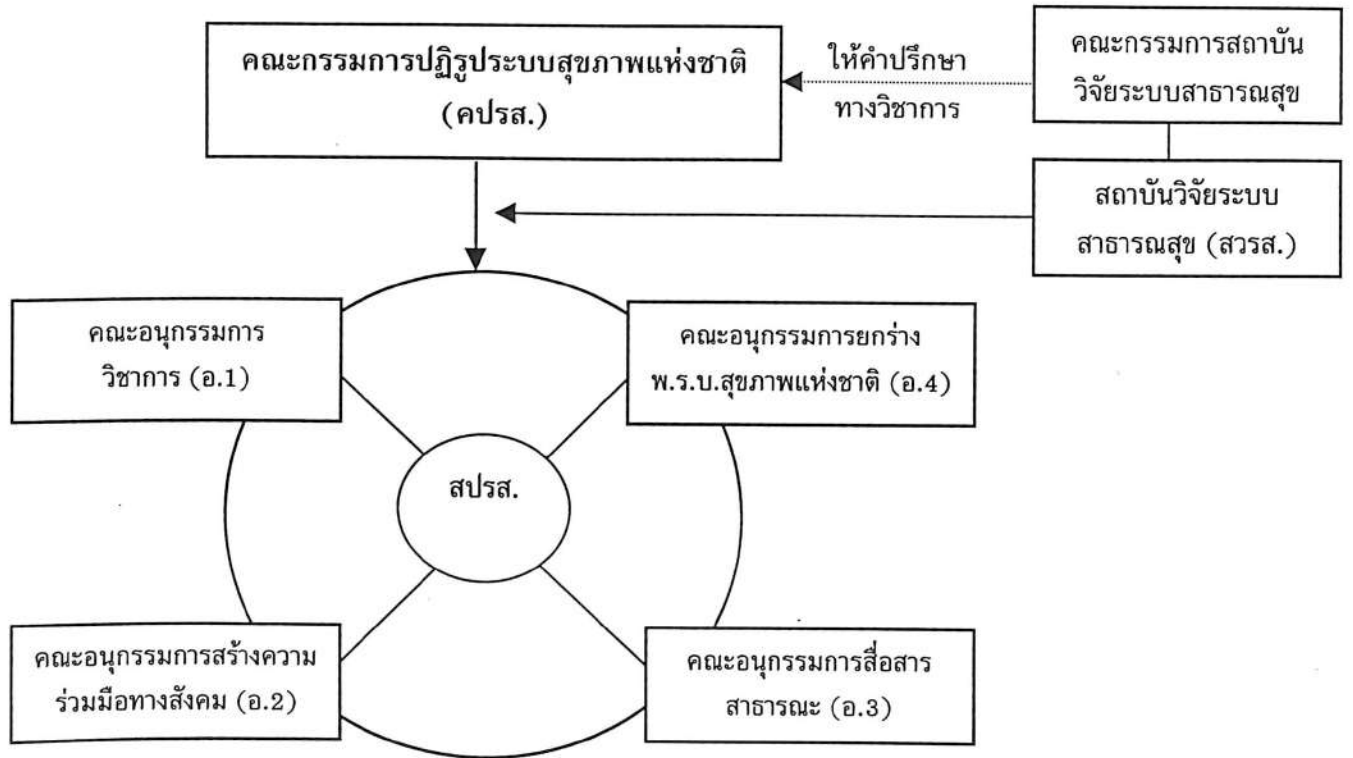 คณะกรรมการปฏิรูประบบสุขภาพแห่งชาติ
(คปรส.)
ให้คำปรึกษา
ทางวิชาการ
คณะกรรมการสถาบัน
วิจัยระบบสาธารณสุข
สถาบันวิจัยระบบ
สาธารณสุข (สวรส.)
คณะอนุกรรมการ
วิชาการ (อ.1)
คณะอนุกรรมการยกร่าง
พ.ร.บ.สุขภาพแห่งชาติ (อ.4)
สปรส.
คณะอนุกรรมการสร้างความ
ร่วมมือทางสังคม (อ.2)
คณะอนุกรรมการสื่อสาร
สาธารณะ (อ.3)